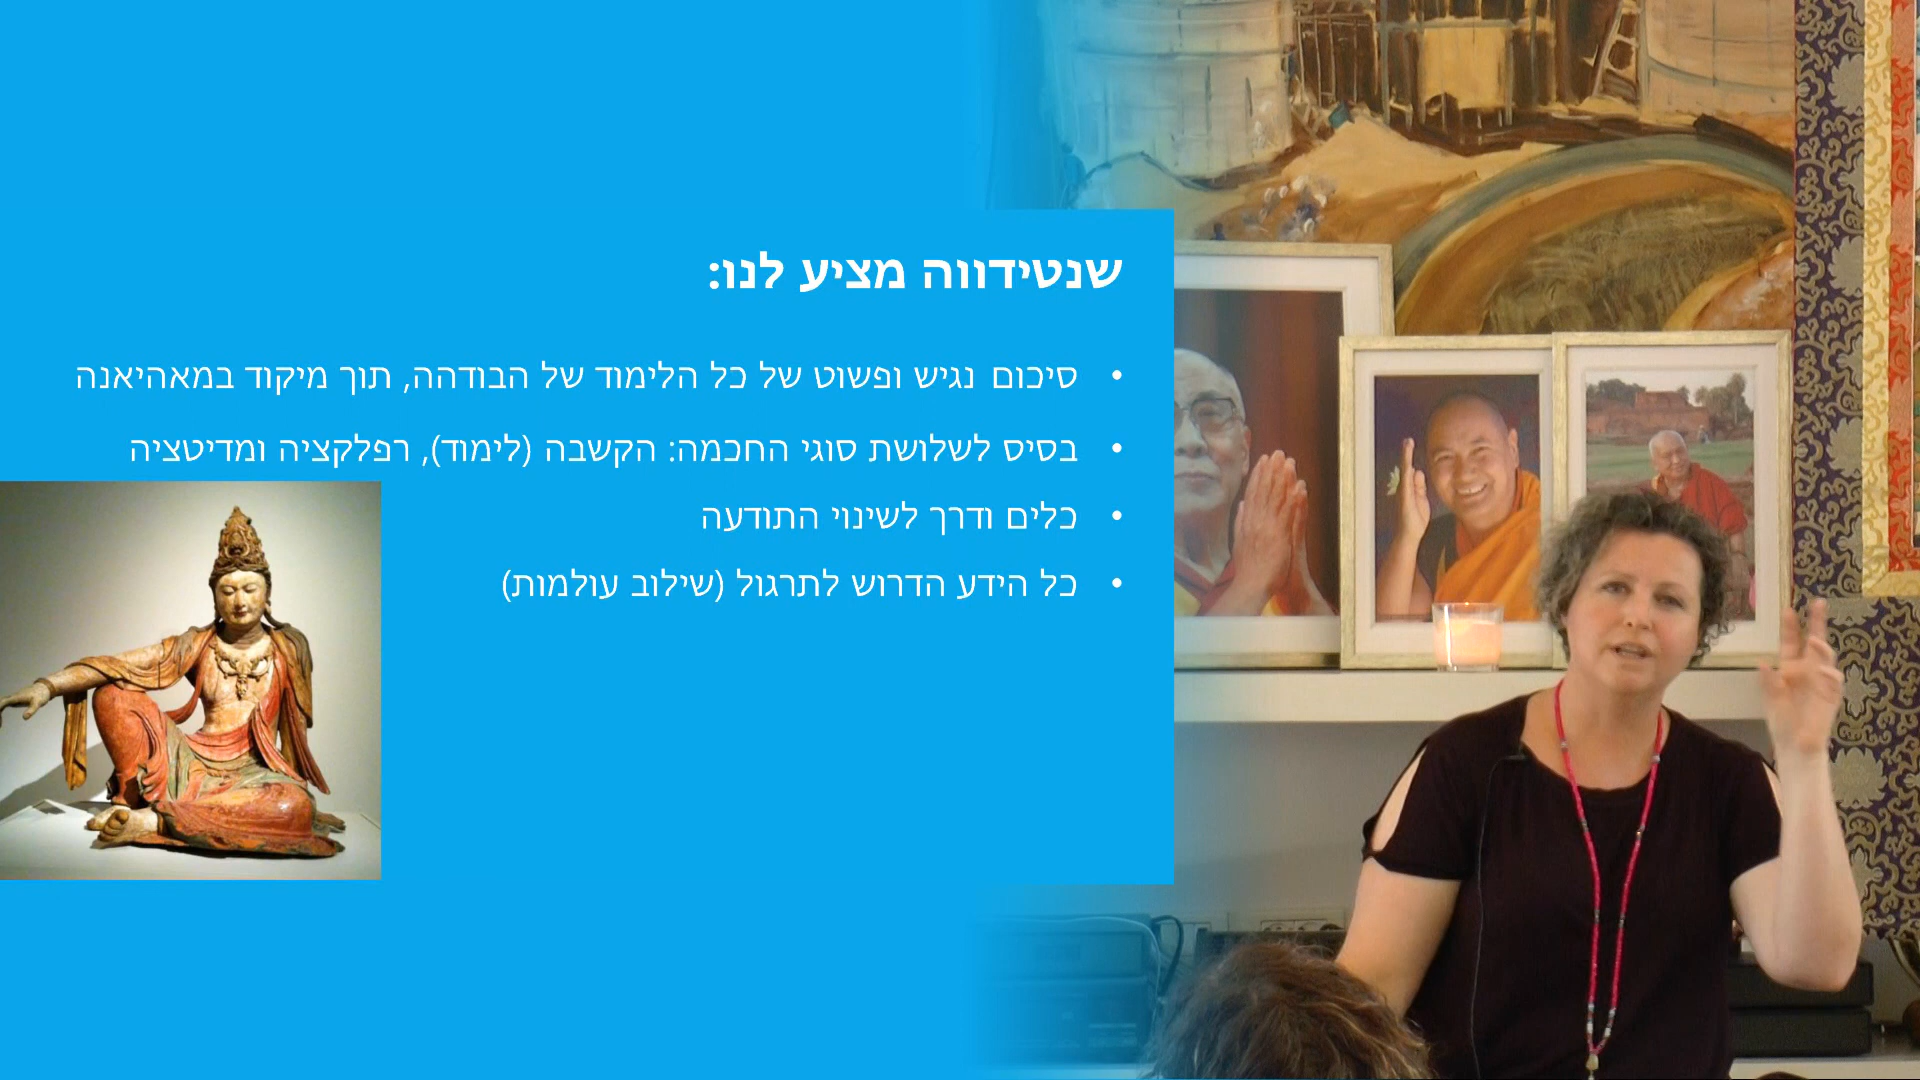 שנטידווה מציע לנו:
• סיכום נגיש ופשוט של כל הלימוד של הבודהה, תוך מיקוד במאהיאנה
• בסיס לשלושת סוגי החכמה: הקשבה (לימוד), רפלקציה ומדיטציה
• כלים ודרך לשינוי התודעה
• כל הידע הדרוש לתרגול (שילוב עולמות)